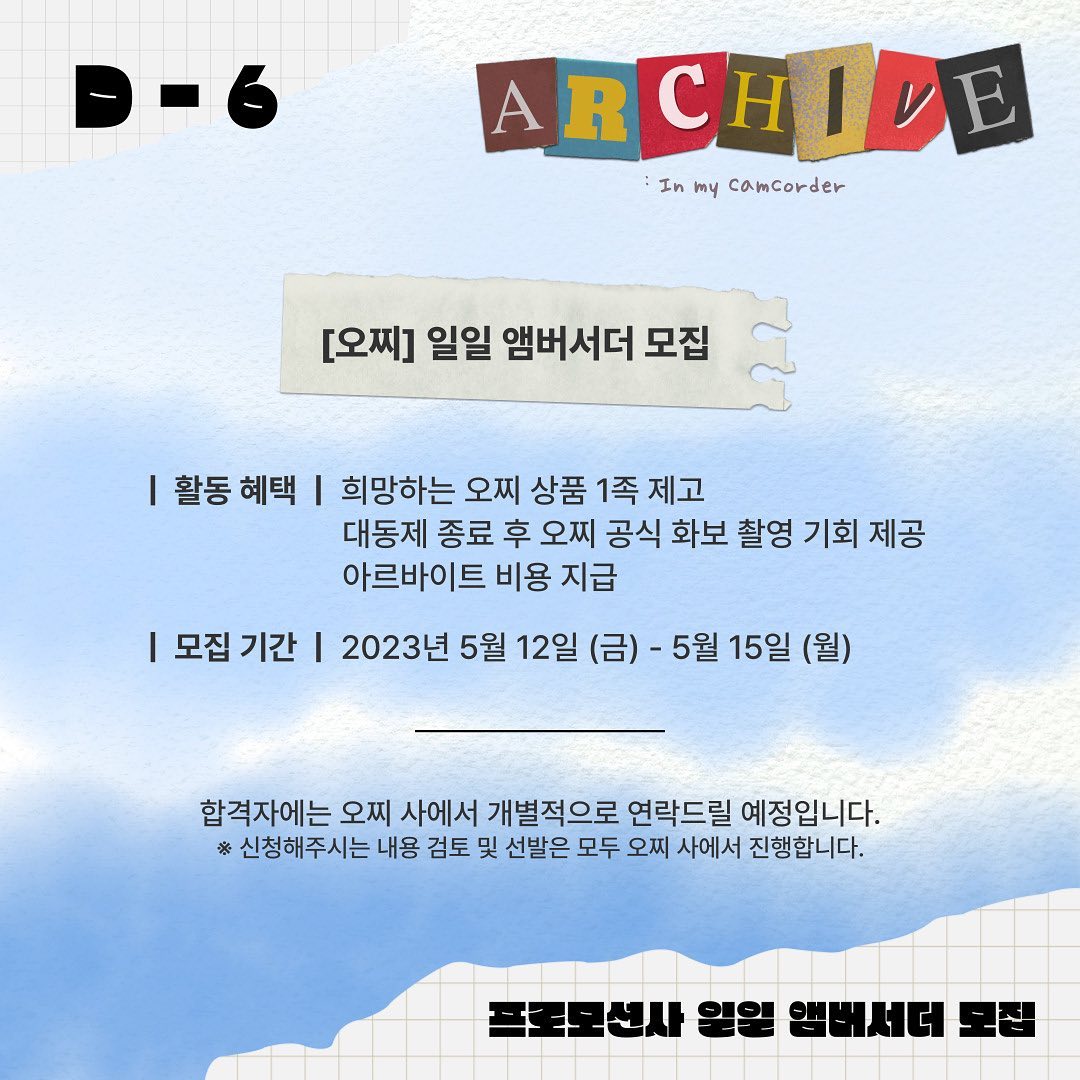 D - 6
ARCHIVE
: In my camcorder
[오찌] 일일 앰버서더 모집
| 활동 혜택 | 희망하는 오찌 상품 1족 제고
대동제 종료 후 오찌 공식 화보 촬영 기회 제공
아르바이트 비용 지급
| 모집 기간 | 2023년 5월 12일 (금) - 5월 15일 (월)
합격자에는 오찌 사에서 개별적으로 연락드릴 예정입니다.
※ 신청해주시는 내용 검토 및 선발은 모두 오찌 사에서 진행합니다.
프로모션사 일일 앰버서더 모집